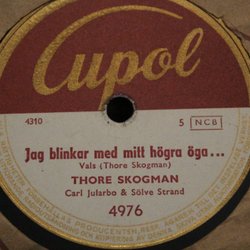 Cupol
4310
5 NCB
Jag blinkar med mitt högra öga...
Vals (Thore Skogman)
THORE SKOGMAN
Carl Jularbo & Sölve Strand
4976